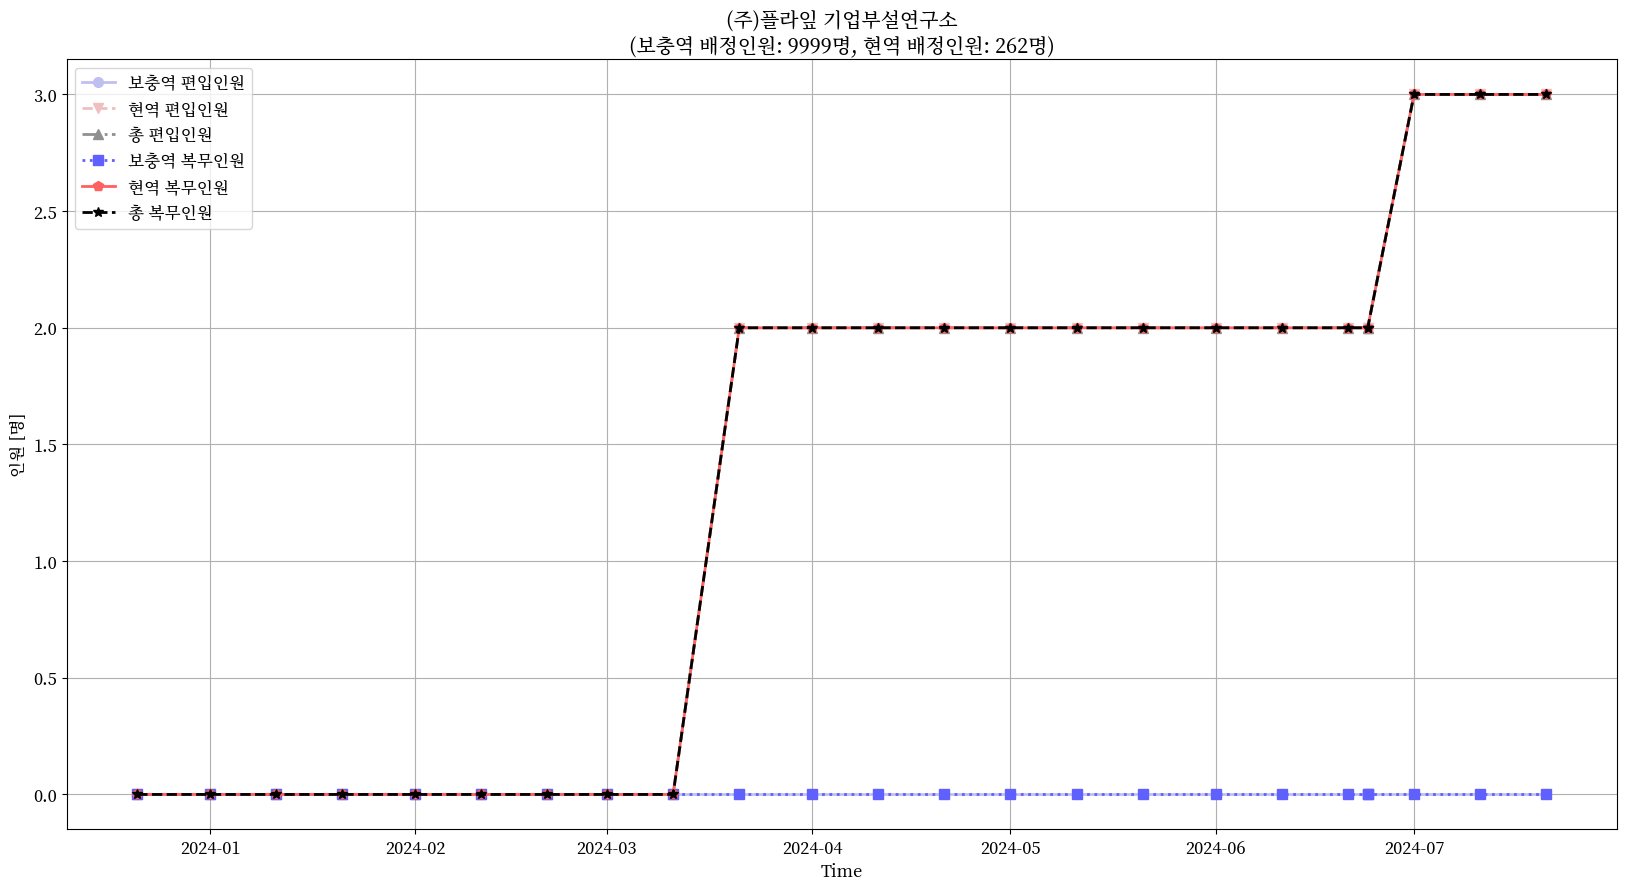 (주)플라잎 기업부설연구소
(보충역 배정인원: 9999명, 현역 배정인원: 262명)
보충역 편입인원
현역 편입인원
총 편입인원
보충역 복무인원
현역 복무인원
총 복무인원
3.0
2.5
2.0
1.5
1.0
0.5
0.0
인원 [명]
2024-01
2024-02
2024-03
2024-04
2024-05
2024-06
2024-07
Time